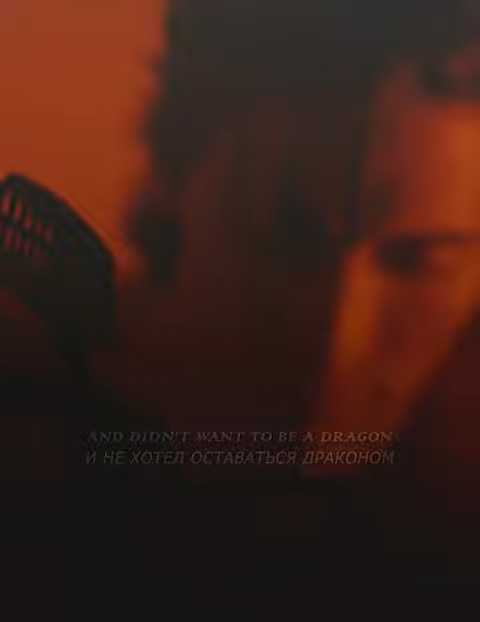 AND DIDN'T WANT TO BE A DRAGON
И НЕ ХОТЕЛ ОСТАВАТЬСЯ ДРАКОНОМ